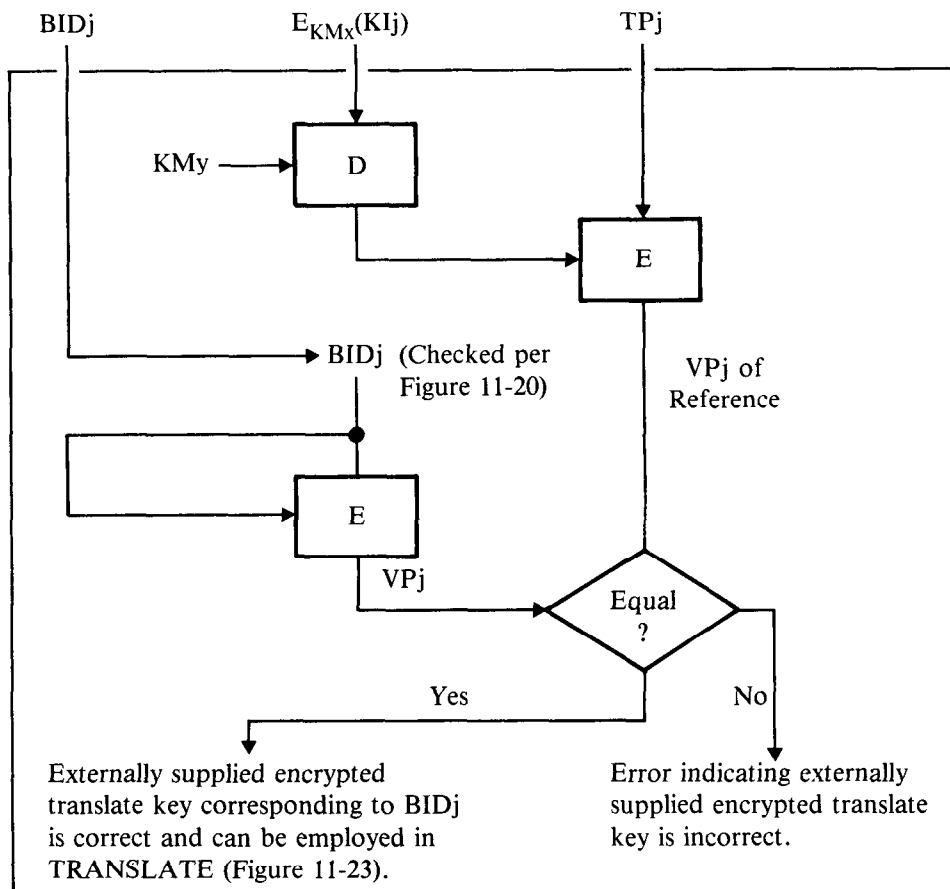 BIDj
E_KMx(KIj)
TPj
KMy
D
E
BIDj (Checked per
Figure 11-20)
VPj of
Reference
E
VPj
Equal
?
Yes
No
Externally supplied encrypted
translate key corresponding to BIDj
is correct and can be employed in
TRANSLATE (Figure 11-23).
Error indicating externally
supplied encrypted translate
key is incorrect.